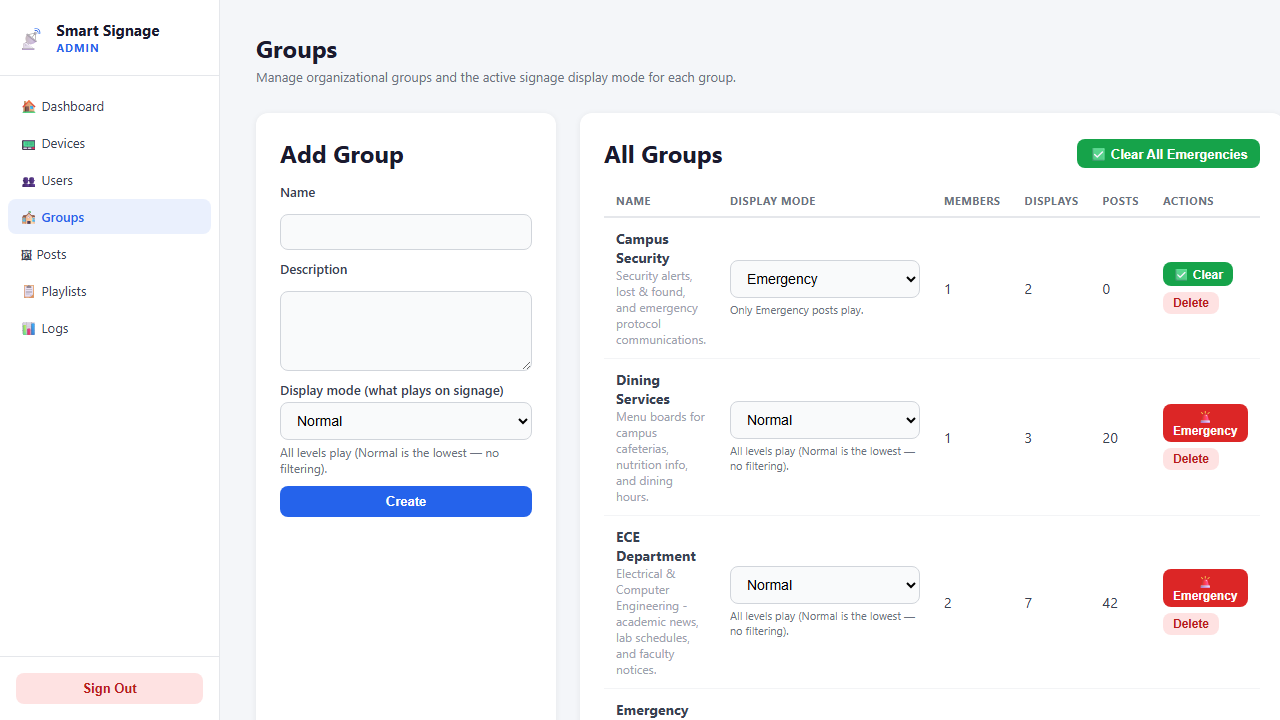 Smart Signage
ADMIN
Dashboard
Devices
Users
Groups
Posts
Playlists
Logs
Sign Out
Groups
Manage organizational groups and the active signage display mode for each group.
Add Group
Name
Description
Display mode (what plays on signage)
Normal
All levels play (Normal is the lowest — no
filtering).
Create
All Groups
Clear All Emergencies
NAME DISPLAY MODE MEMBERS DISPLAYS POSTS ACTIONS
Campus
Security
Security alerts,
lost & found,
and emergency
protocol
communications.
Emergency
Only Emergency posts play.
1 2 0
Clear
Delete
Dining
Services
Menu boards for
campus
cafeterias,
nutrition info,
and dining
hours.
Normal
All levels play (Normal is the lowest —
no filtering).
1 3 20
Emergency
Delete
ECE
Department
Electrical &
Computer
Engineering -
academic news,
lab schedules,
and faculty
notices.
Normal
All levels play (Normal is the lowest —
no filtering).
2 7 42
Emergency
Delete
Emergency